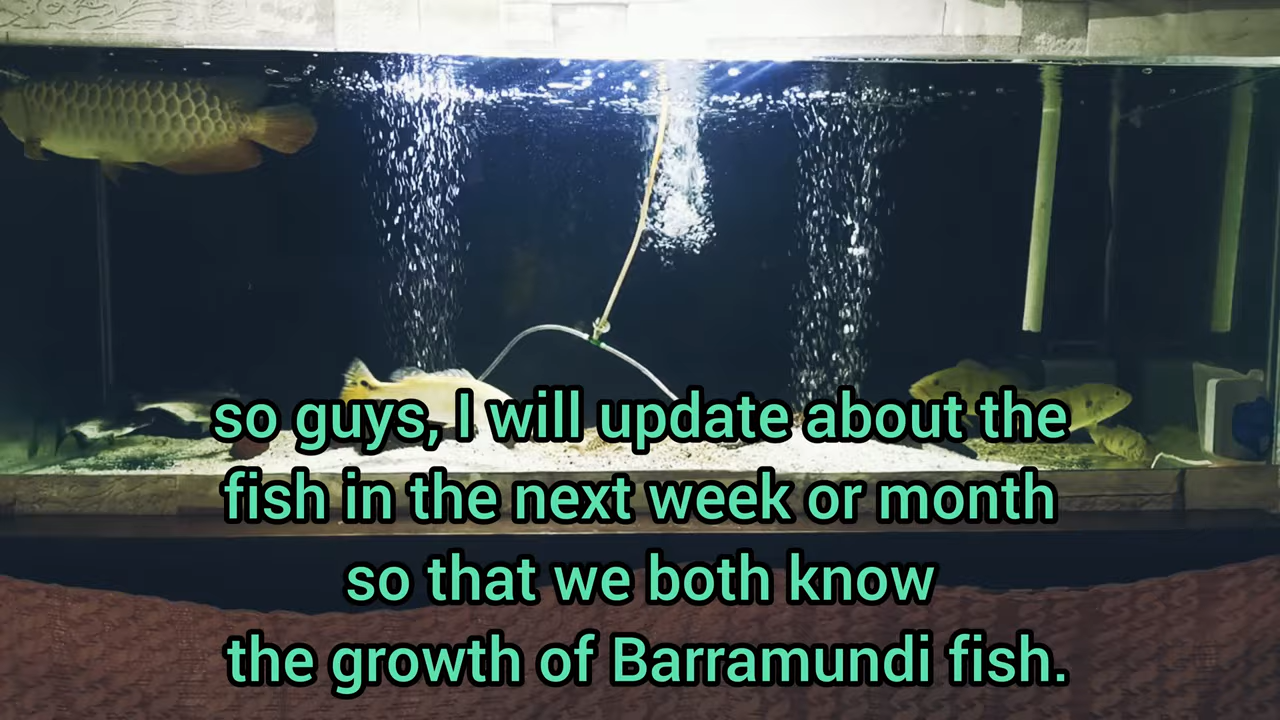 so guys, I will update about the
fish in the next week or month
so that we both know
the growth of Barramundi fish.